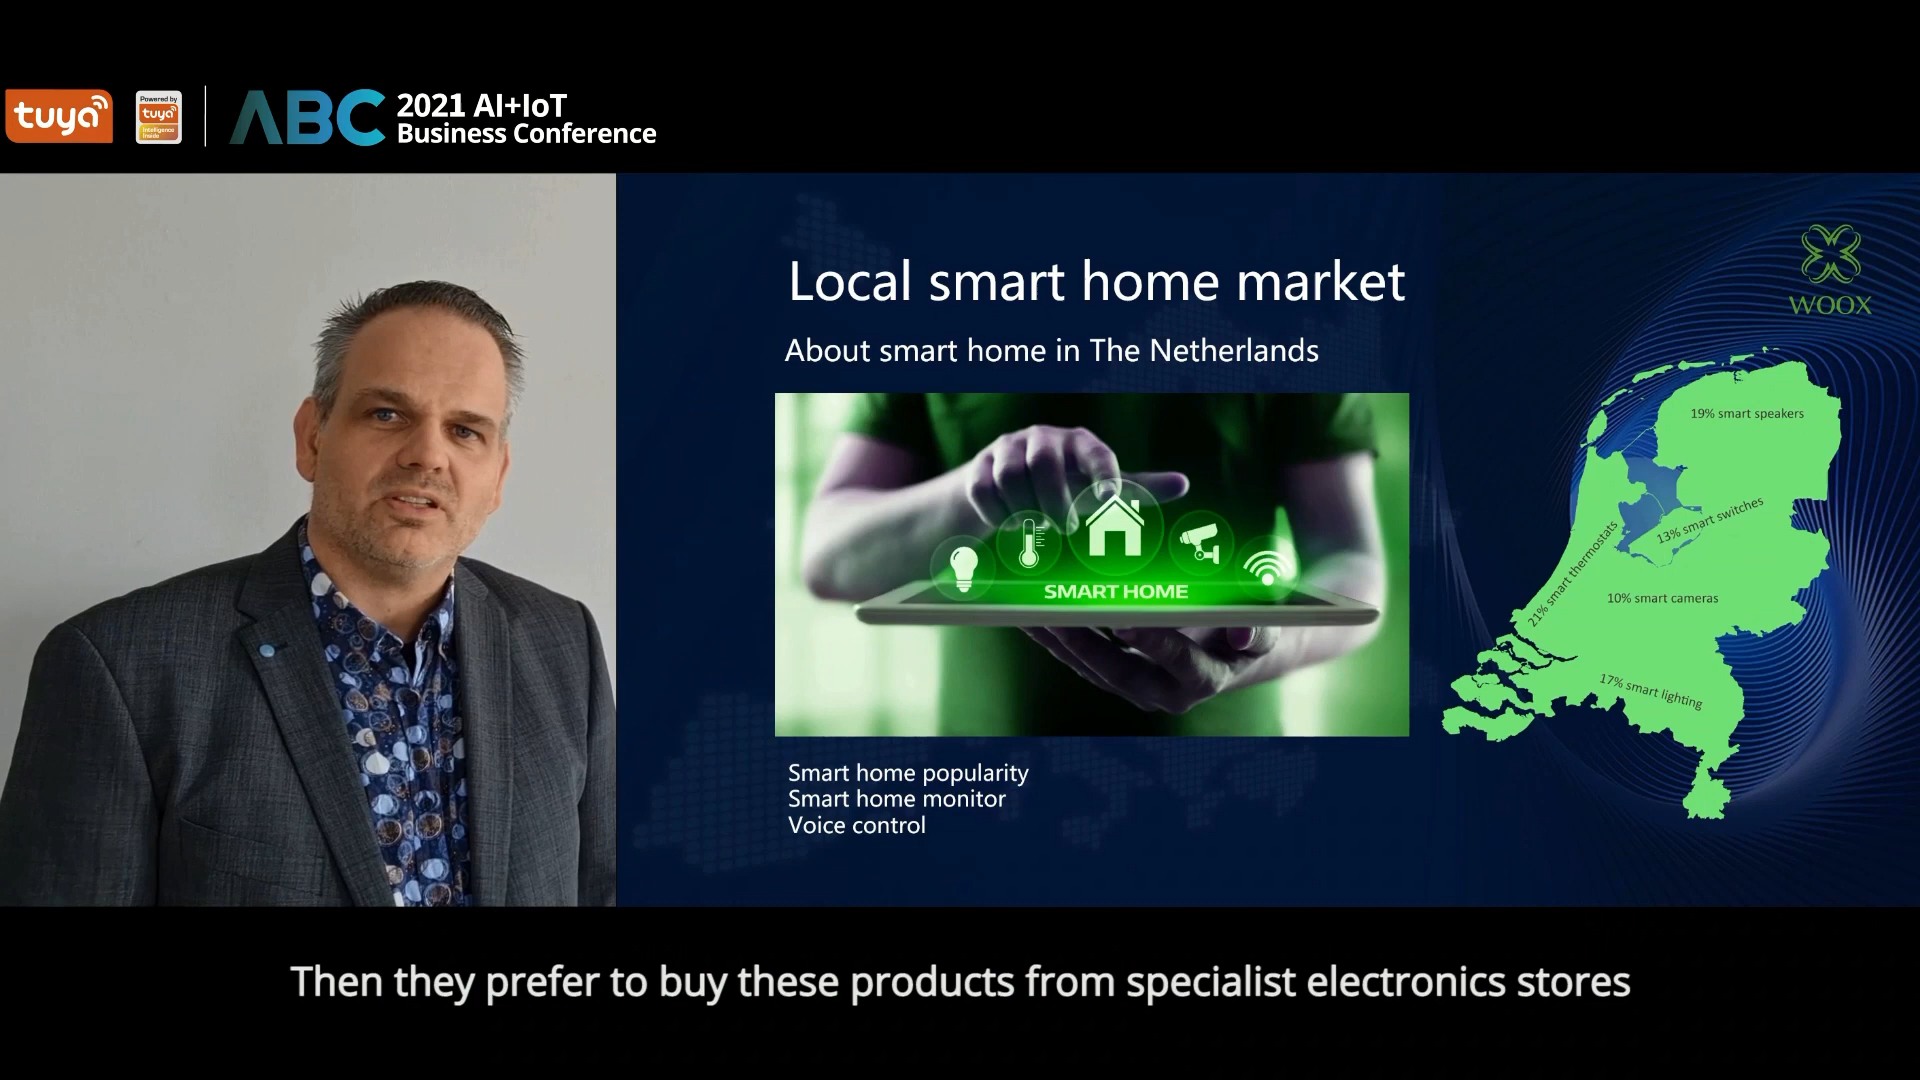 tuya
Powered by
tuya
Intelligence
Inside
ABC
2021 AI+IoT
Business Conference
WOOX
Local smart home market
About smart home in The Netherlands
SMART HOME
19% smart speakers
13% smart switches
21% smart thermostats
10% smart cameras
17% smart lighting
Smart home popularity
Smart home monitor
Voice control
Then they prefer to buy these products from specialist electronics stores